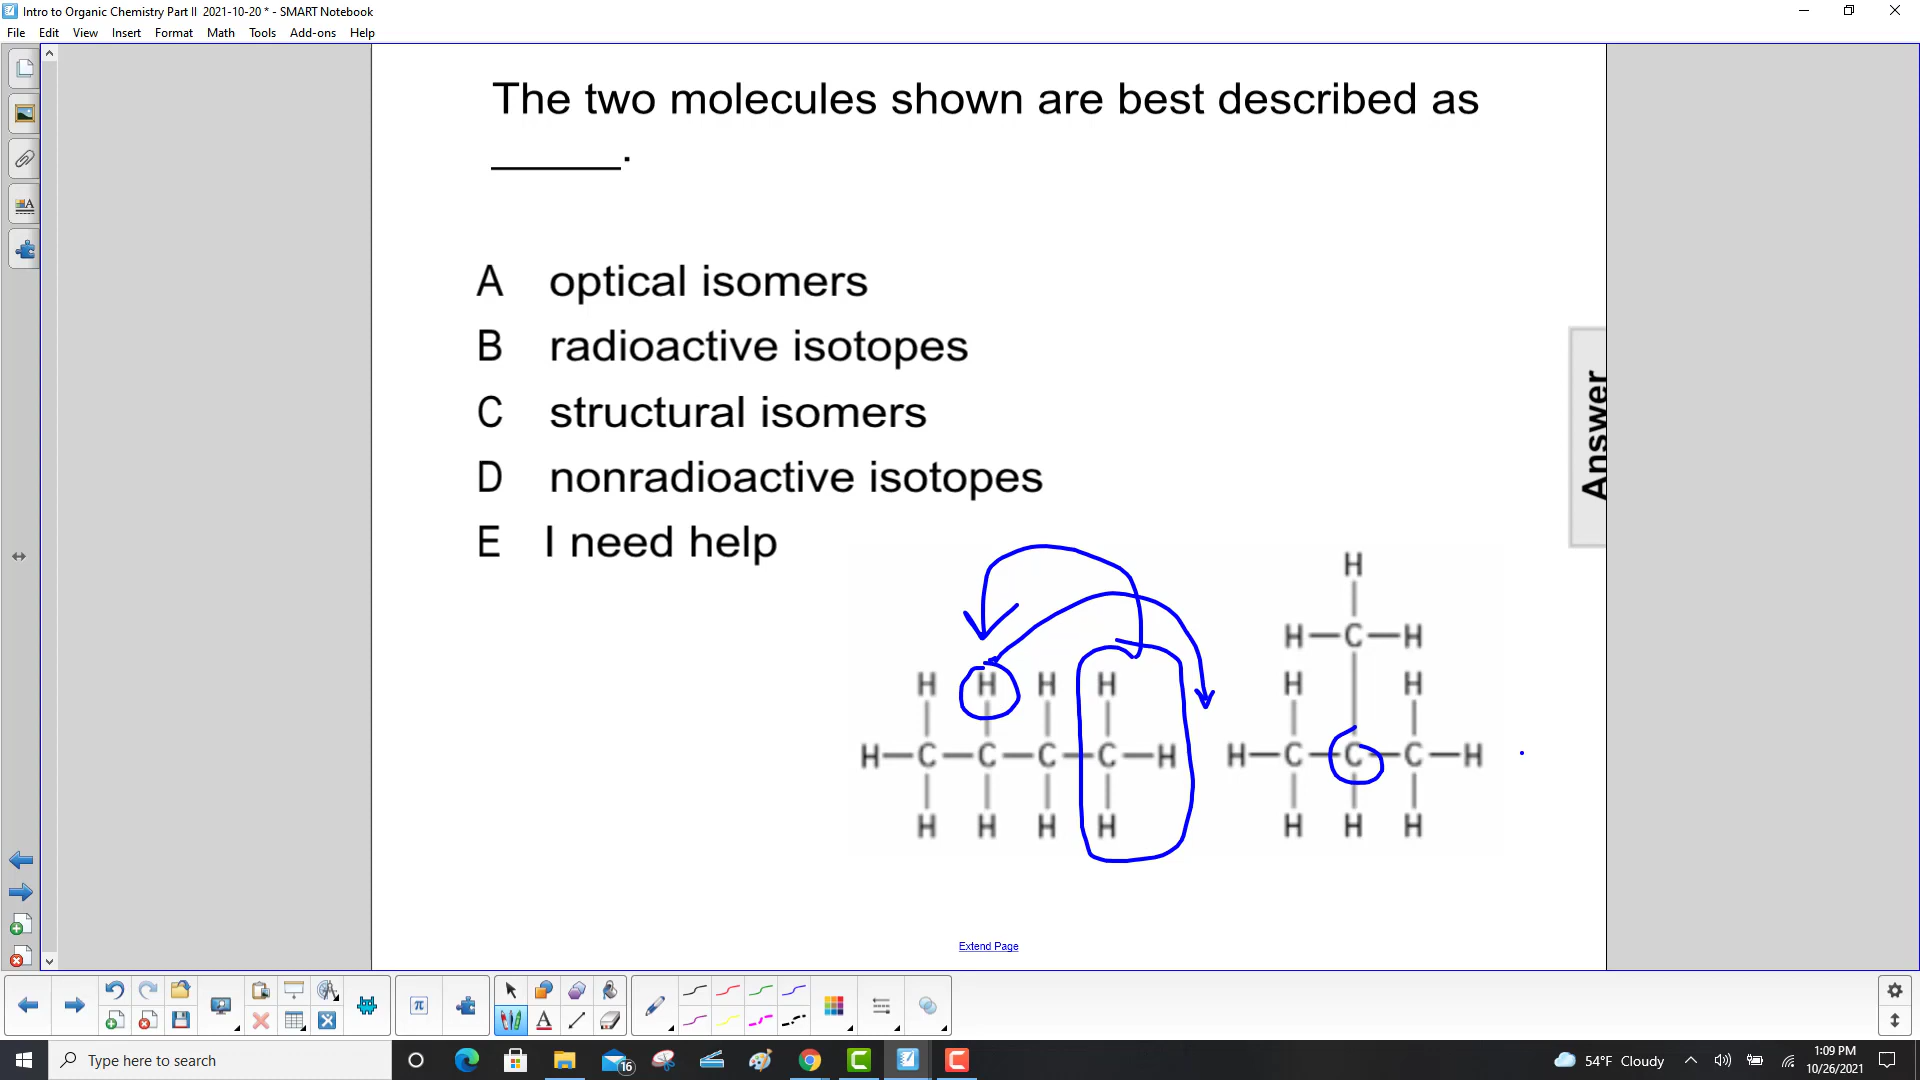 Intro to Organic Chemistry Part II 2021-10-20 * - SMART Notebook
File Edit View Insert Format Math Tools Add-ons Help
The two molecules shown are best described as
______.
A optical isomers
B radioactive isotopes
C structural isomers
D nonradioactive isotopes
E I need help
Answer
H
H—C—H
H H H H
H H
H—C—C—C—C—H
H—C—C—C—H
H H H H
H H H
Extend Page
π
A
Type here to search
16
54°F Cloudy
1:09 PM
10/26/2021